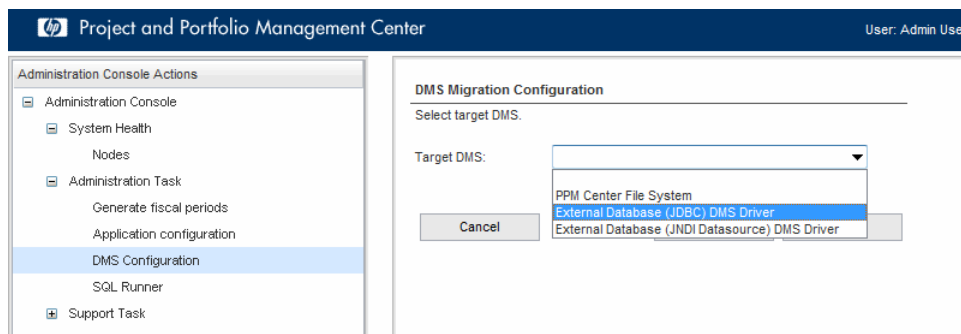 hp Project and Portfolio Management Center
User: Admin Use
Administration Console Actions
Administration Console
System Health
Nodes
Administration Task
Generate fiscal periods
Application configuration
DMS Configuration
SQL Runner
Support Task
DMS Migration Configuration
Select target DMS.
Target DMS:
PPM Center File System
External Database (JDBC) DMS Driver
External Database (JNDI Datasource) DMS Driver
Cancel